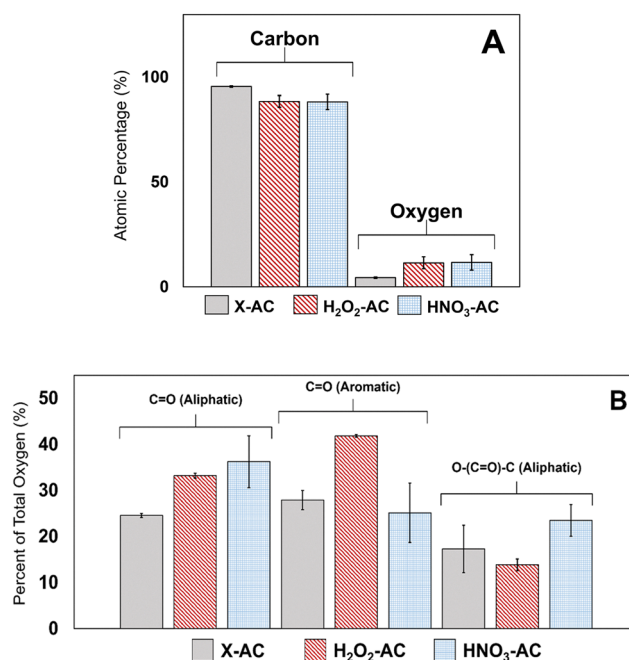 A
Carbon
Atomic Percentage (%)
100
50
0
Oxygen
X-AC H₂O₂-AC HNO₃-AC
B
Percent of Total Oxygen (%)
50
40
30
20
10
0
C=O (Aliphatic)
C=O (Aromatic)
O-(C=O)-C (Aliphatic)
X-AC H₂O₂-AC HNO₃-AC